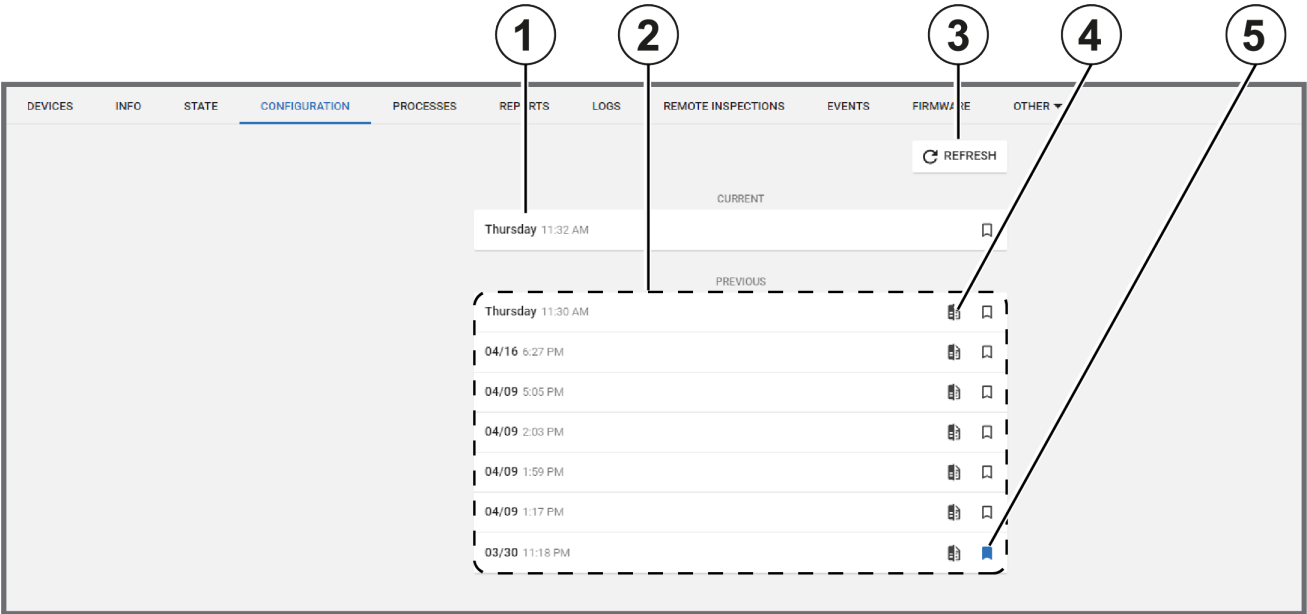 1 2 3 4 5
DEVICES INFO STATE CONFIGURATION PROCESSES REPORTS LOGS REMOTE INSPECTIONS EVENTS FIRMWARE OTHER
REFRESH
CURRENT
Thursday 11:32 AM
PREVIOUS
Thursday 11:30 AM
04/16 6:27 PM
04/09 5:05 PM
04/09 2:03 PM
04/09 1:59 PM
04/09 1:17 PM
03/30 11:18 PM